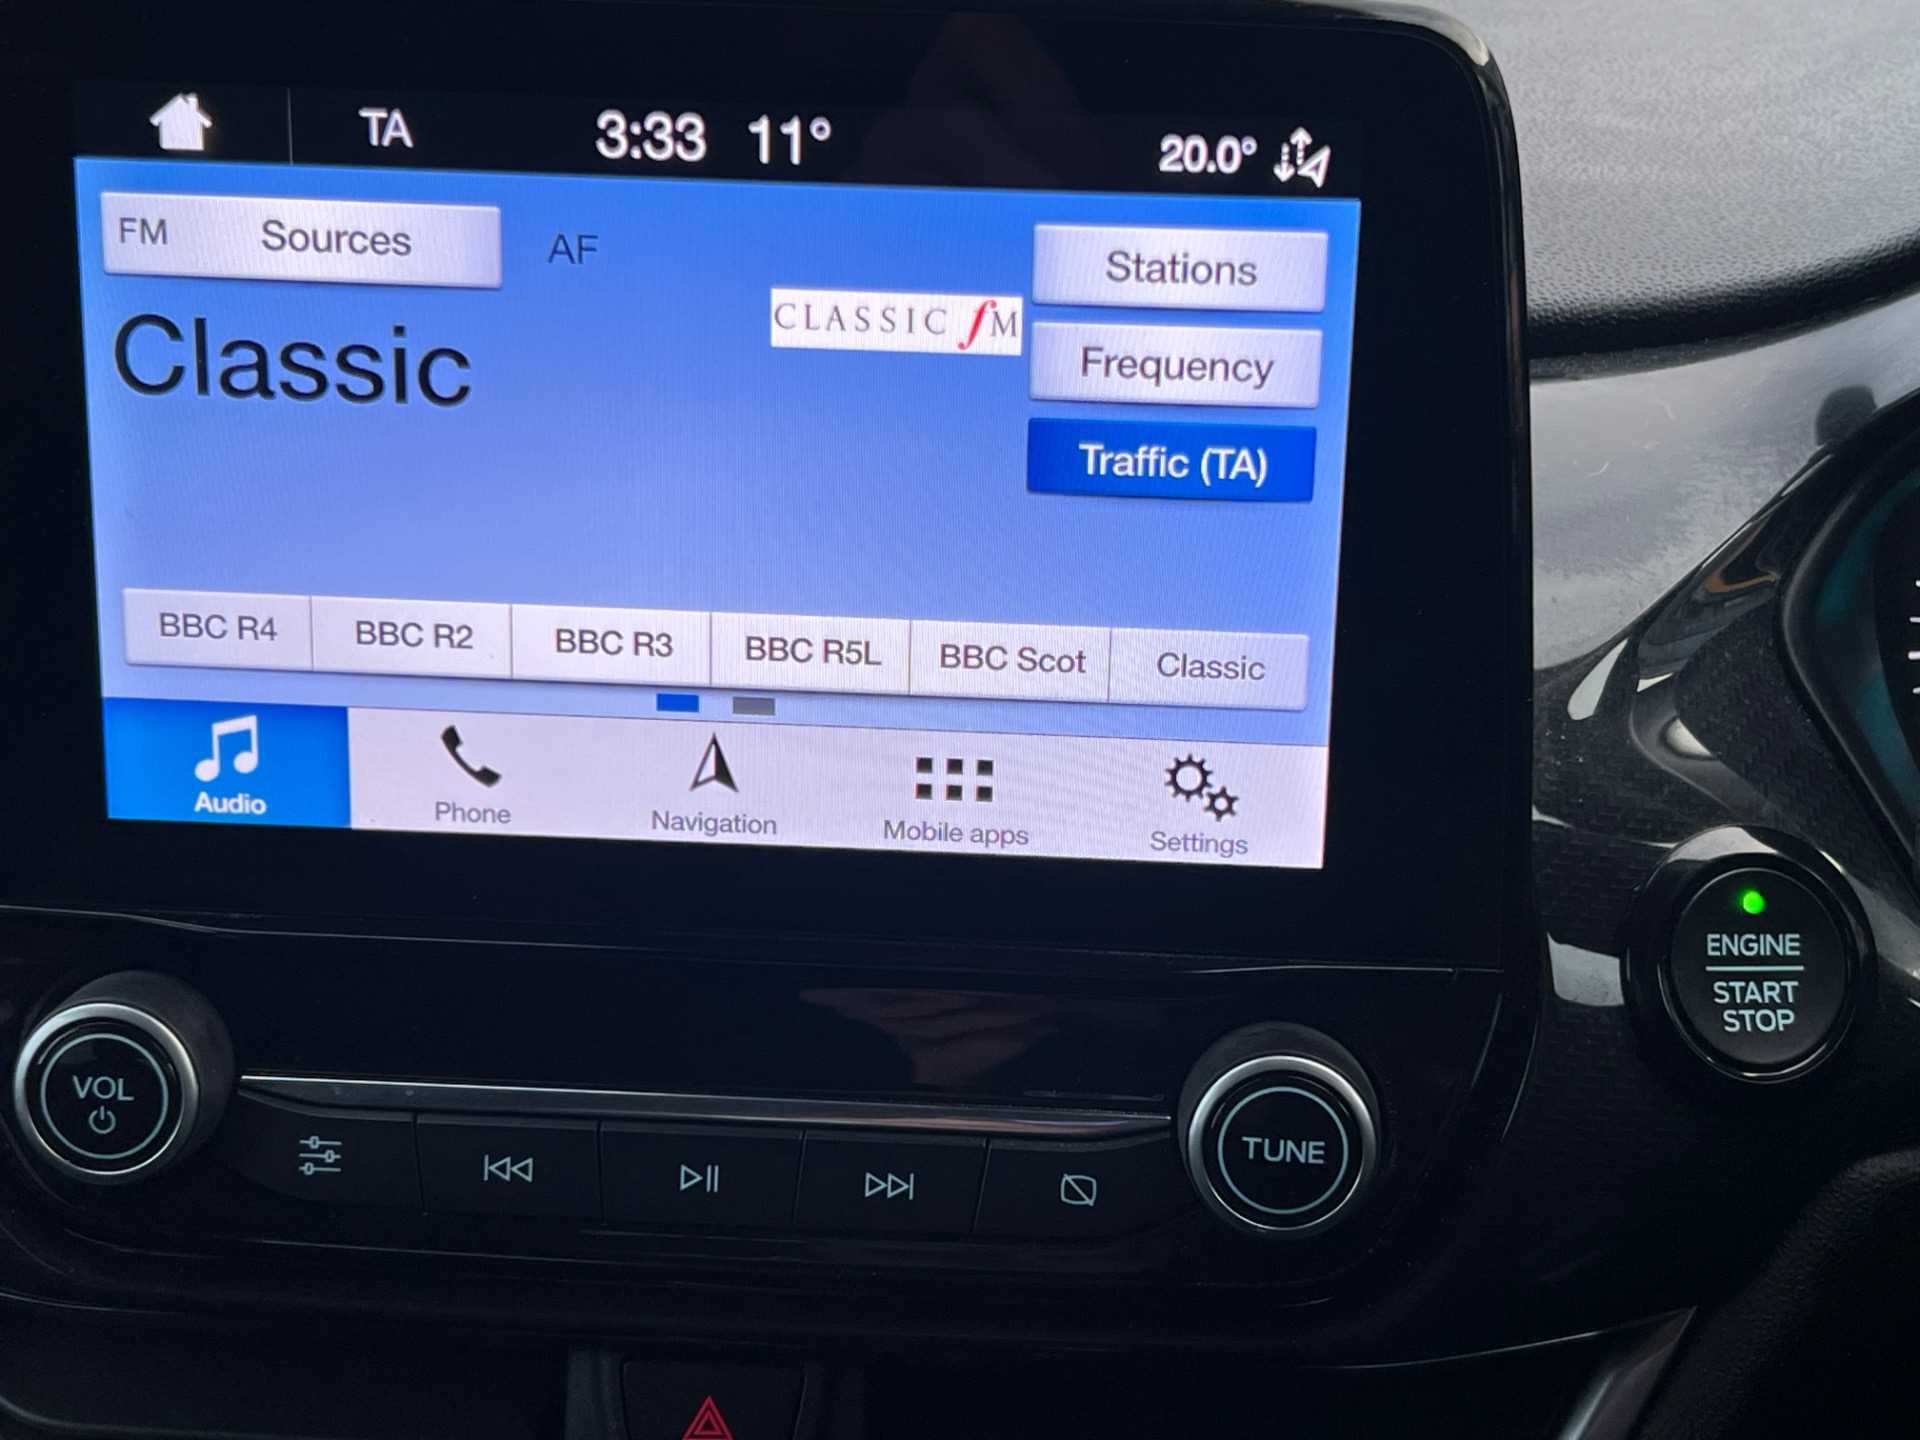 TA 3:33 11° 20.0°
FM Sources AF Stations
CLASSIC fM
Classic Frequency
Traffic (TA)
BBC R4 BBC R2 BBC R3 BBC R5L BBC Scot Classic
Audio Phone Navigation Mobile apps Settings
ENGINE
START
STOP
VOL
TUNE